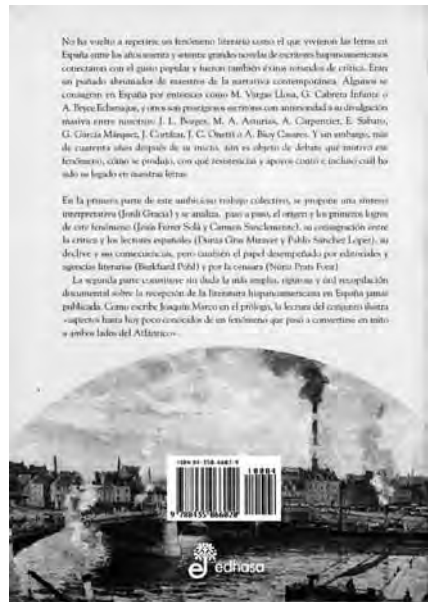 No ha vuelto a repetirse un fenómeno literario como el que vivieron las letras en
España entre los años sesenta y setenta: grandes novelas de escritores hispanoamericanos
conectaron con el gusto popular y fueron también éxitos sonados de crítica. Eran
un puñado abrumador de maestros de la narrativa contemporánea. Algunos se
consagran en España por entonces como M. Vargas Llosa, G. Cabrera Infante o
A. Bryce Echenique, y otros son prestigiosos escritores con anterioridad a su divulgación
masiva entre nosotros: J. L. Borges, M. A. Asturias, A. Carpentier, E. Sábato,
G. García Márquez, J. Cortázar, J. C. Onetti o A. Bioy Casares. Y sin embargo, más
de cuarenta años después de su inicio, aún es objeto de debate qué motivó ese
fenómeno, cómo se produjo, con qué resistencias y apoyos contó e incluso cuál ha
sido su legado en nuestras letras.
En la primera parte de este ambicioso trabajo colectivo, se propone una síntesis
interpretativa (Jordi Gracia) y se analiza, paso a paso, el origen y los primeros logros
de este fenómeno (Jesús Ferrer Solà y Carmen Sanclemente), su consagración entre
la crítica y los lectores españoles (Dunia Gras Miravet y Pablo Sánchez López), su
declive y sus consecuencias, pero también el papel desempeñado por editoriales y
agencias literarias (Burkhard Pohl) y por la censura (Núria Prats Fons)
La segunda parte constituye sin duda la más amplia, rigurosa y útil recopilación
documental sobre la recepción de la literatura hispanoamericana en España jamás
publicada. Como escribe Joaquín Marco en el prólogo, la lectura del conjunto ilustra
«aspectos hasta hoy poco conocidos de un fenómeno que pasó a convertirse en mito
a ambos lados del Atlántico».
10004
9 788435 066020
edhasa